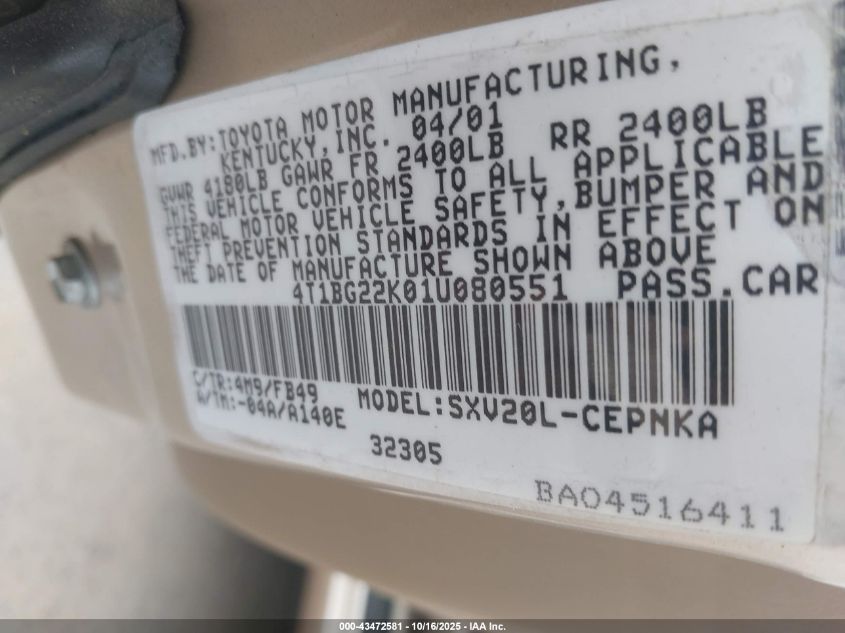 MFD.BY:TOYOTA MOTOR MANUFACTURING,
KENTUCKY,INC. 04/01
GVWR 4180LB GAWR FR 2400LB RR 2400LB
THIS VEHICLE CONFORMS TO ALL APPLICABLE
FEDERAL MOTOR VEHICLE SAFETY,BUMPER AND
THEFT PREVENTION STANDARDS IN EFFECT ON
THE DATE OF MANUFACTURE SHOWN ABOVE
4T1BG22K01U080551 PASS.CAR
C/TR:4M9/FB49
A/TM:-04A/A140E MODEL:SXV20L-CEPNKA
32305
BA04516411
000-43472581 - 10/16/2025 - IAA Inc.